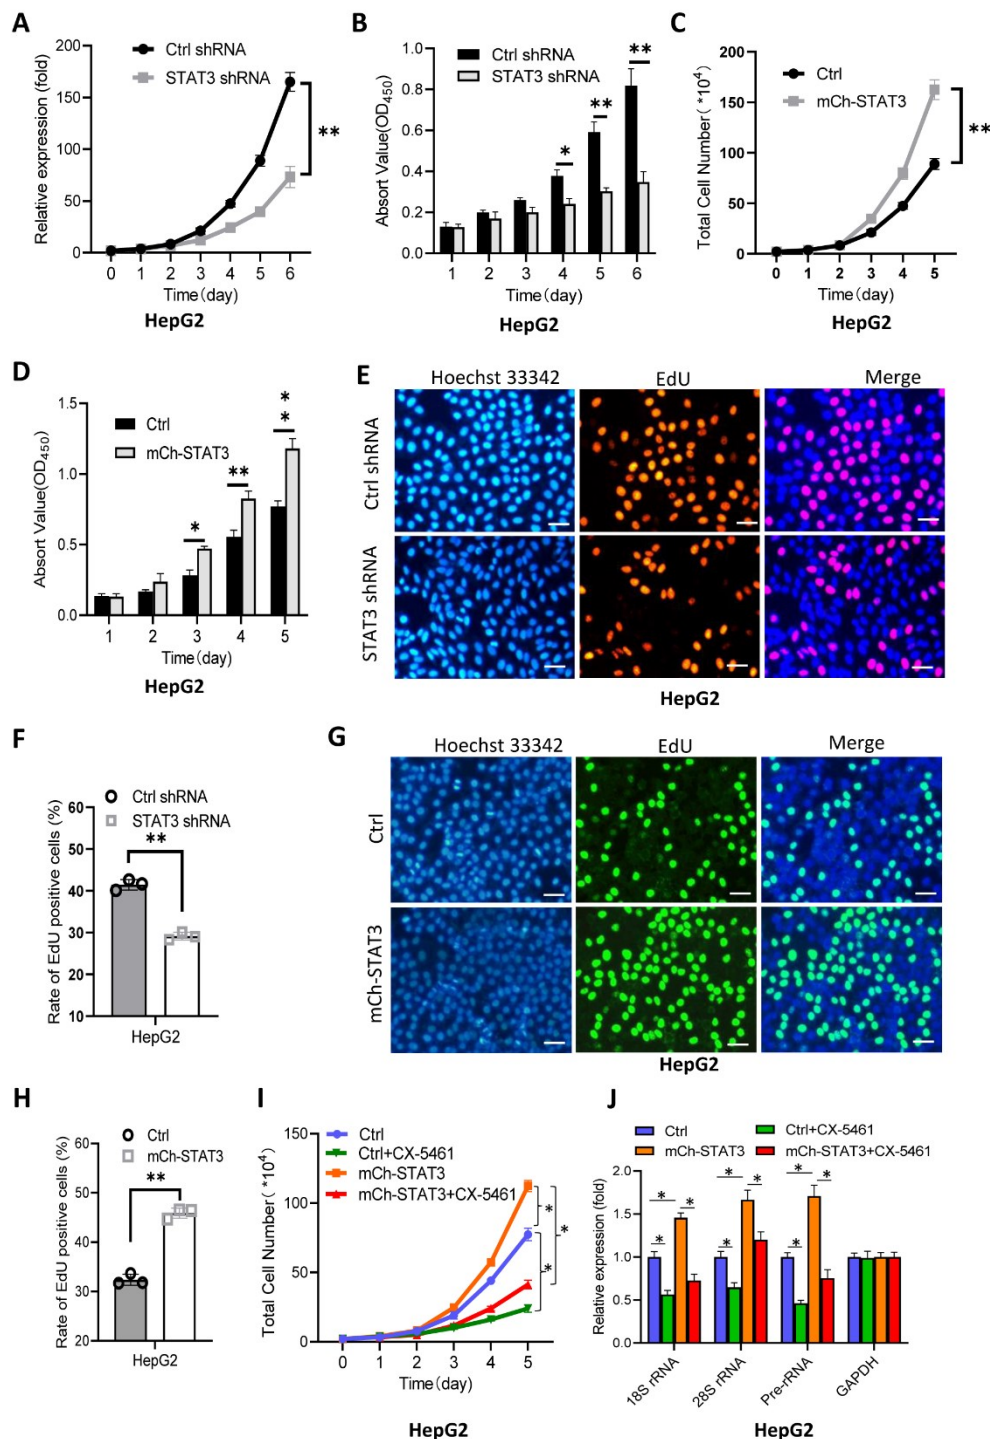 A
Relative expression (fold)
200
150
100
50
0
Ctrl shRNA
STAT3 shRNA
**
0 1 2 3 4 5 6
Time(day)
HepG2
B
Absort Value(OD450)
1.0
0.8
0.6
0.4
0.2
0.0
Ctrl shRNA
STAT3 shRNA
* ** **
1 2 3 4 5 6
Time(day)
HepG2
C
Total Cell Number( *10⁴)
200
150
100
50
0
Ctrl
mCh-STAT3
**
0 1 2 3 4 5
Time(day)
HepG2
D
Absort Value(OD450)
1.5
1.0
0.5
0.0
Ctrl
mCh-STAT3
* ** **
1 2 3 4 5
Time(day)
HepG2
E
Hoechst 33342 EdU Merge
Ctrl shRNA
STAT3 shRNA
HepG2
F
Rate of EdU positive cells (%)
60
50
40
30
20
10
Ctrl shRNA
STAT3 shRNA
**
HepG2
G
Hoechst 33342 EdU Merge
Ctrl
mCh-STAT3
HepG2
H
Rate of EdU positive cells (%)
60
50
40
30
20
Ctrl
mCh-STAT3
**
HepG2
I
Total Cell Number( *10⁴)
150
100
50
0
Ctrl
Ctrl+CX-5461
mCh-STAT3
mCh-STAT3+CX-5461
* * *
0 1 2 3 4 5
Time(day)
HepG2
J
Relative expression (fold)
2.0
1.5
1.0
0.5
0.0
Ctrl Ctrl+CX-5461
mCh-STAT3 mCh-STAT3+CX-5461
* * * * * * * * *
18S rRNA 28S rRNA Pre-rRNA GAPDH
HepG2